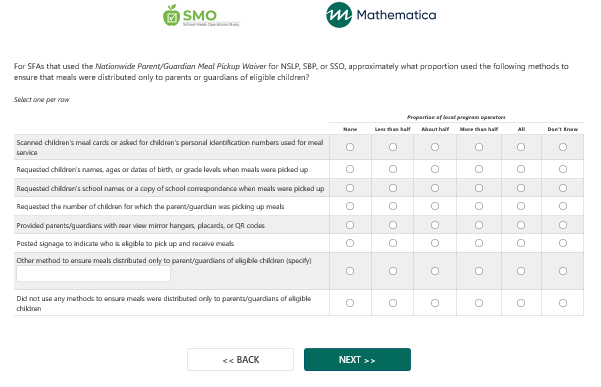 SMO
School Meals Operations Study
Mathematica
For SFAs that used the Nationwide Parent/Guardian Meal Pickup Waiver for NSLP, SBP, or SSO, approximately what proportion used the following methods to
ensure that meals were distributed only to parents or guardians of eligible children?
Select one per row
Proportion of local program operators
None Less than half About half More than half All Don't Know
Scanned children's meal cards or asked for children's personal identification numbers used for meal
service
Requested children's names, ages or dates of birth, or grade levels when meals were picked up
Requested children's school names or a copy of school correspondence when meals were picked up
Requested the number of children for which the parent/guardian was picking up meals
Provided parents/guardians with rear view mirror hangers, placards, or QR codes
Posted signage to indicate who is eligible to pick up and receive meals
Other method to ensure meals distributed only to parent/guardians of eligible children (specify)
Did not use any methods to ensure meals were distributed only to parents/guardians of eligible
children
<< BACK
NEXT >>